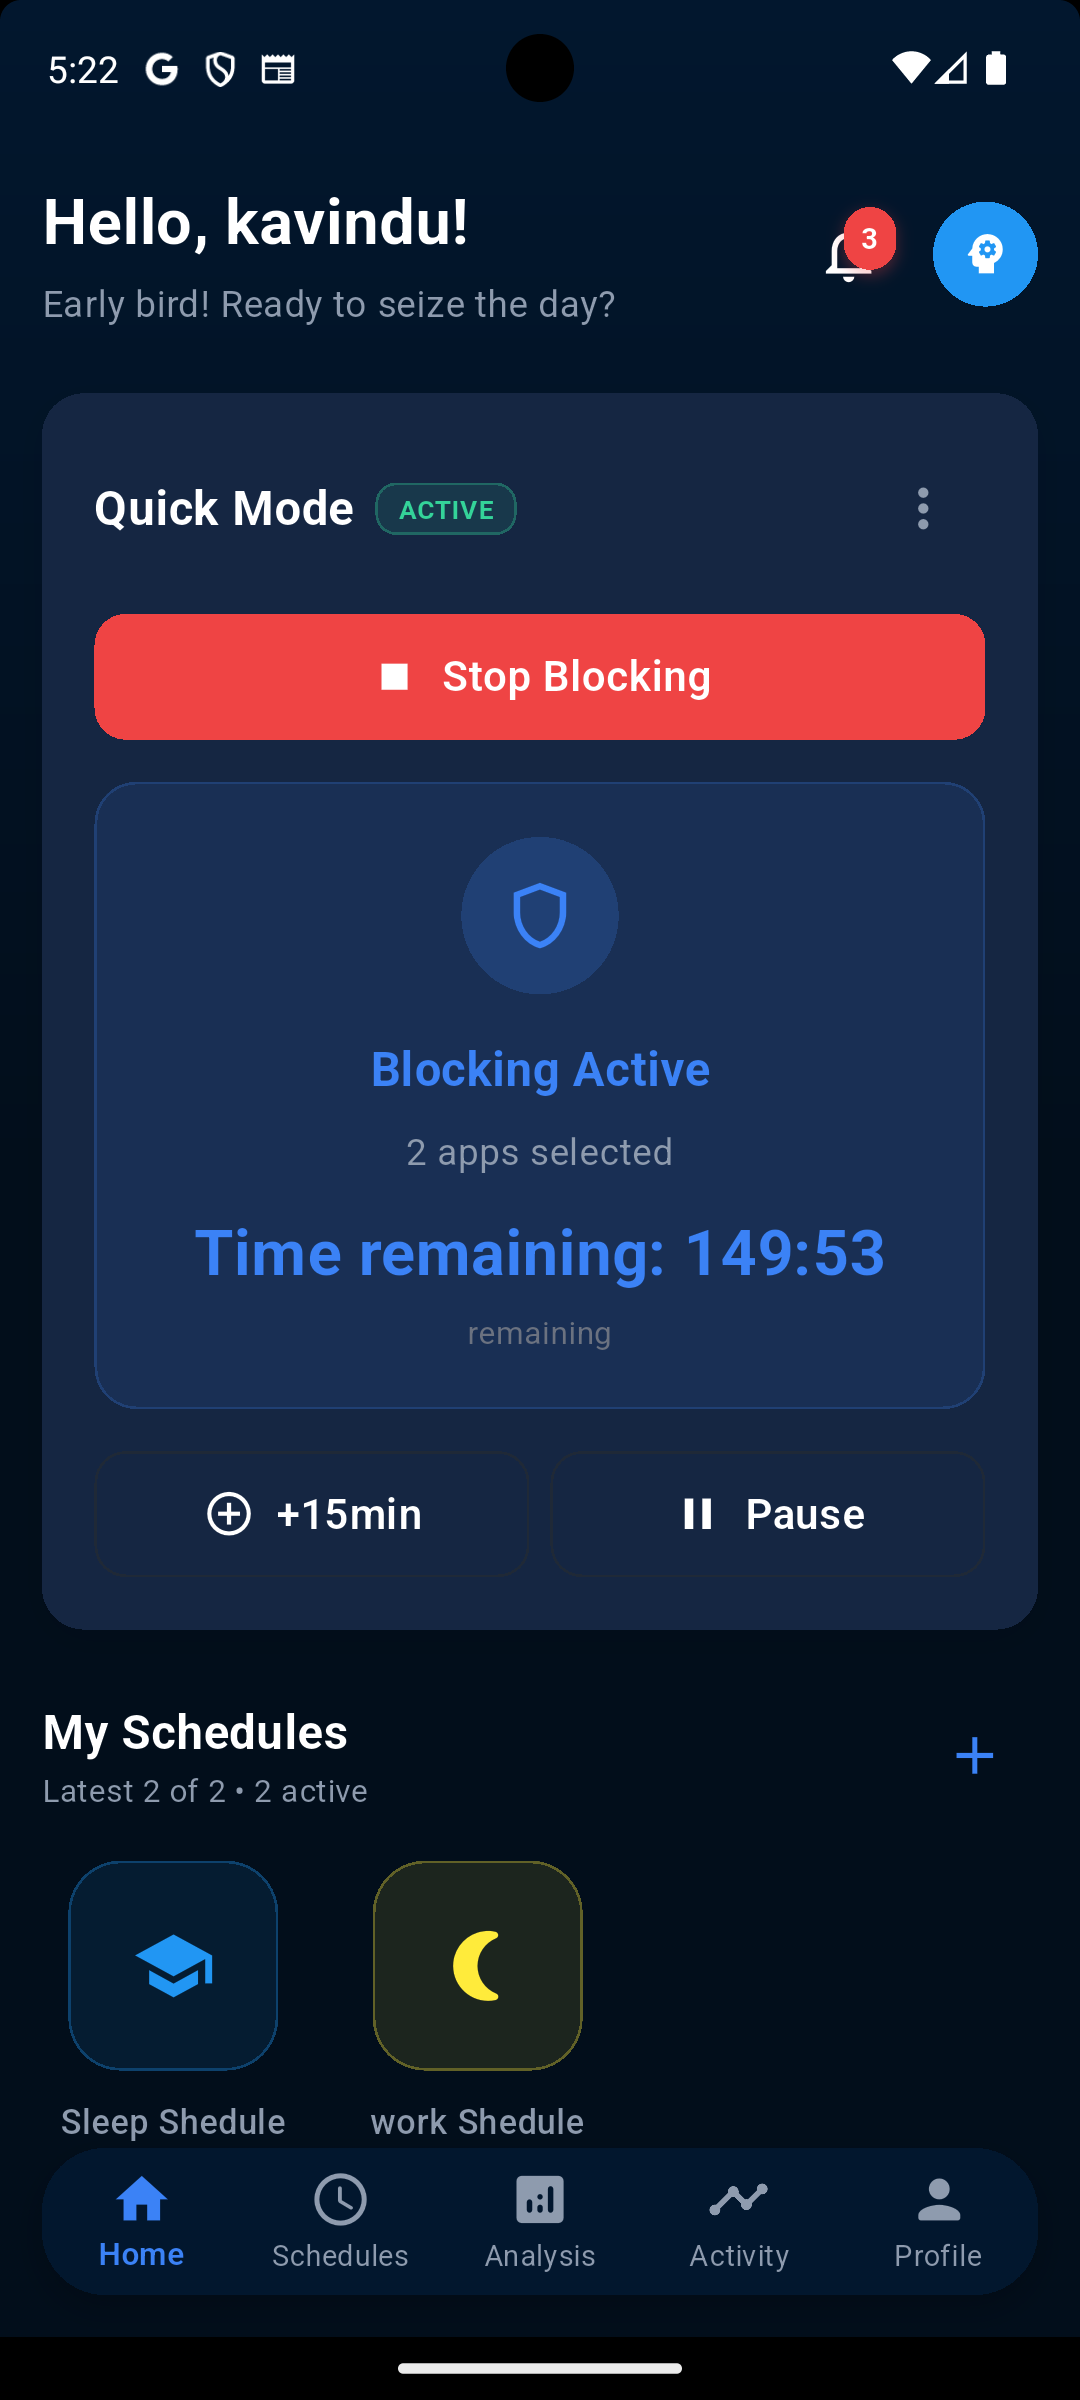 5:22
Hello, kavindu!
3
Early bird! Ready to seize the day?
Quick Mode ACTIVE
Stop Blocking
Blocking Active
2 apps selected
Time remaining: 149:53
remaining
+15min Pause
My Schedules
Latest 2 of 2 • 2 active
Sleep Shedule work Shedule
Home Schedules Analysis Activity Profile